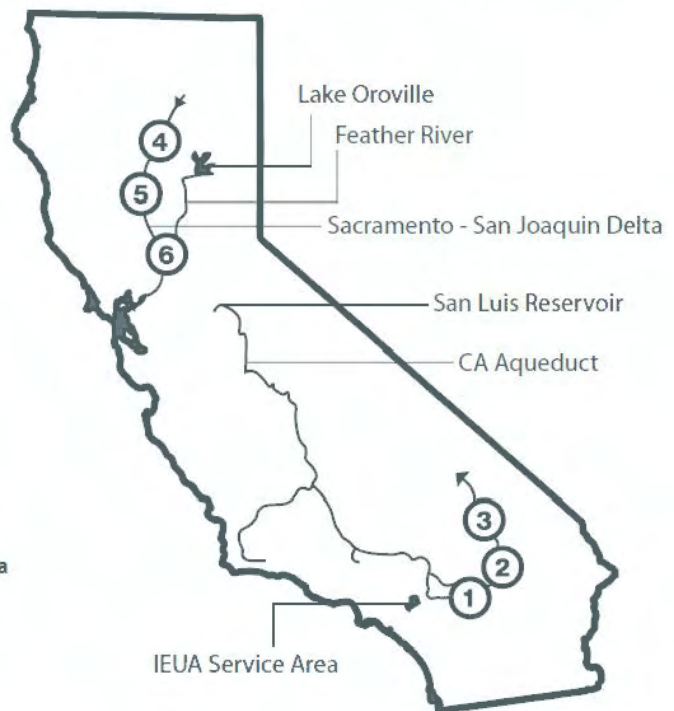 Lake Oroville
Feather River
4
5
Sacramento - San Joaquin Delta
6
San Luis Reservoir
CA Aqueduct
3
a
2
1
IEUA Service Area